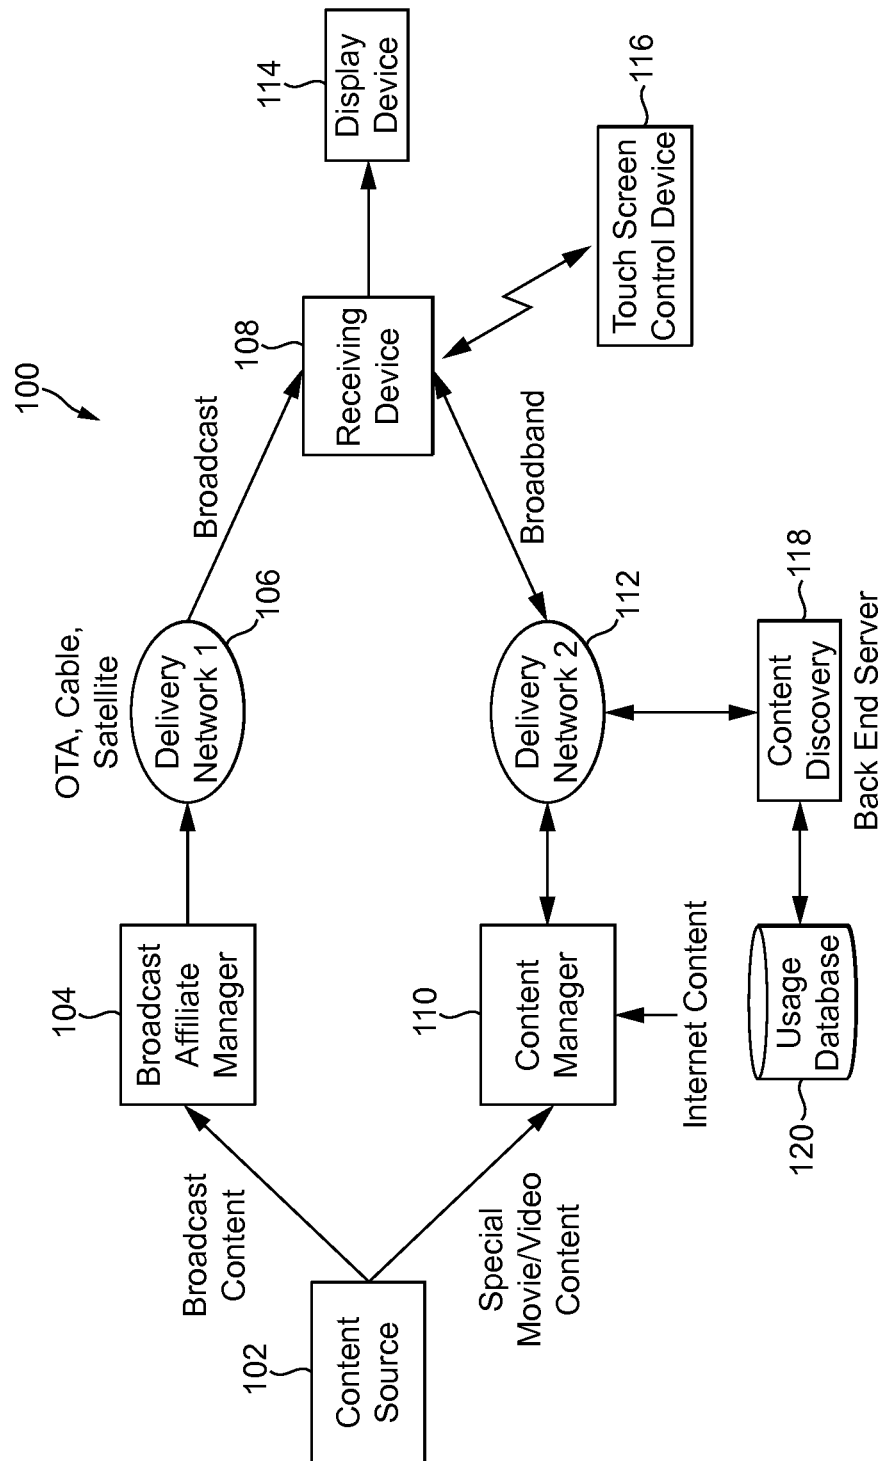 100
OTA, Cable,
Satellite
104
Broadcast
Affiliate
Manager
Delivery
Network 1
106
Broadcast
108
Receiving
Device
114
Display
Device
Broadcast
Content
102
Content
Source
Special
Movie/Video
Content
110
Content
Manager
Internet Content
Delivery
Network 2
112
Broadband
116
Touch Screen
Control Device
120
Usage
Database
118
Content
Discovery
Back End Server